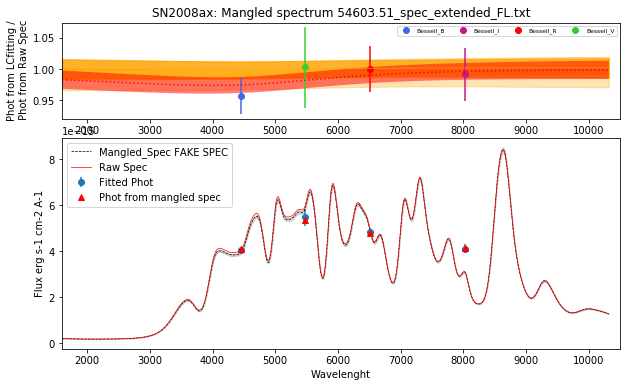 SN2008ax: Mangled spectrum 54603.51_spec_extended_FL.txt
Phot from LCfitting /
Phot from Raw Spec
1.05
1.00
0.95
Bessell_B
Bessell_I
Bessell_R
Bessell_V
2000 3000 4000 5000 6000 7000 8000 9000 10000
1e−15
Flux erg s-1 cm-2 A-1
8
6
4
2
0
Mangled_Spec FAKE SPEC
Raw Spec
Fitted Phot
Phot from mangled spec
2000 3000 4000 5000 6000 7000 8000 9000 10000
Wavelenght